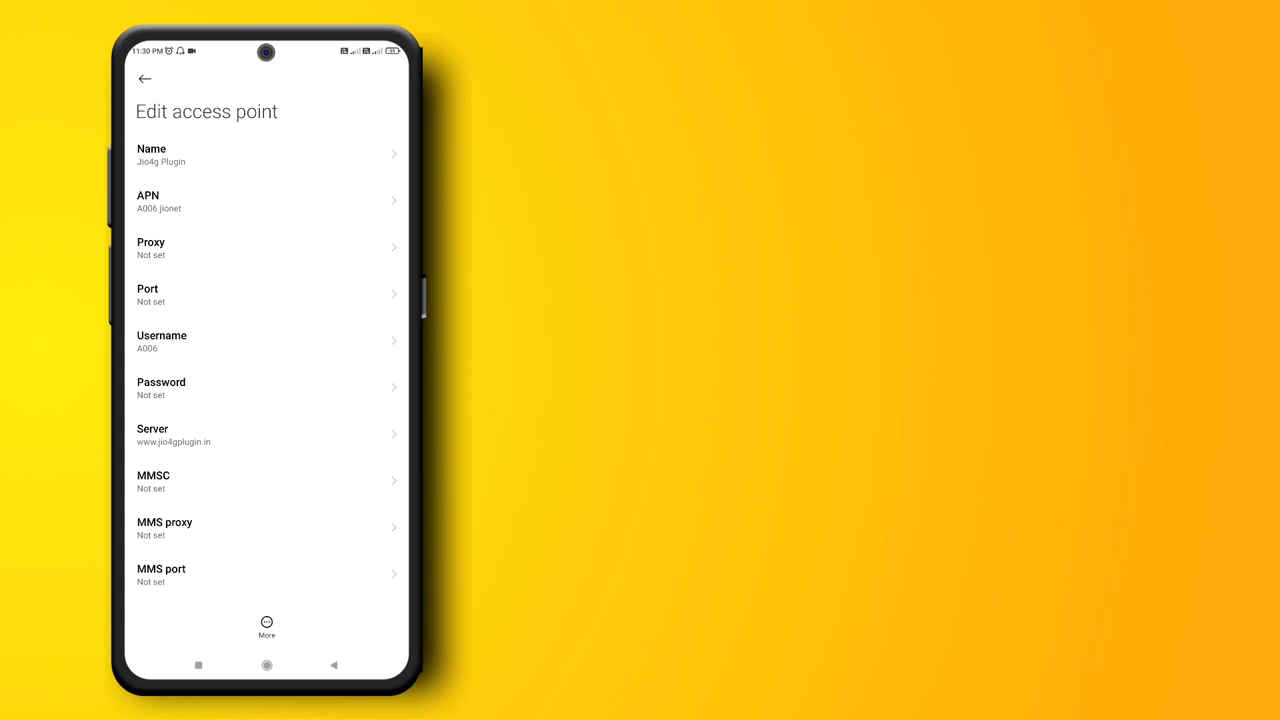 11:30 PM
Edit access point
Name
Jio4g Plugin
APN
A006 jionet
Proxy
Not set
Port
Not set
Username
A006
Password
Not set
Server
www.jio4gplugin.in
MMSC
Not set
MMS proxy
Not set
MMS port
Not set
More